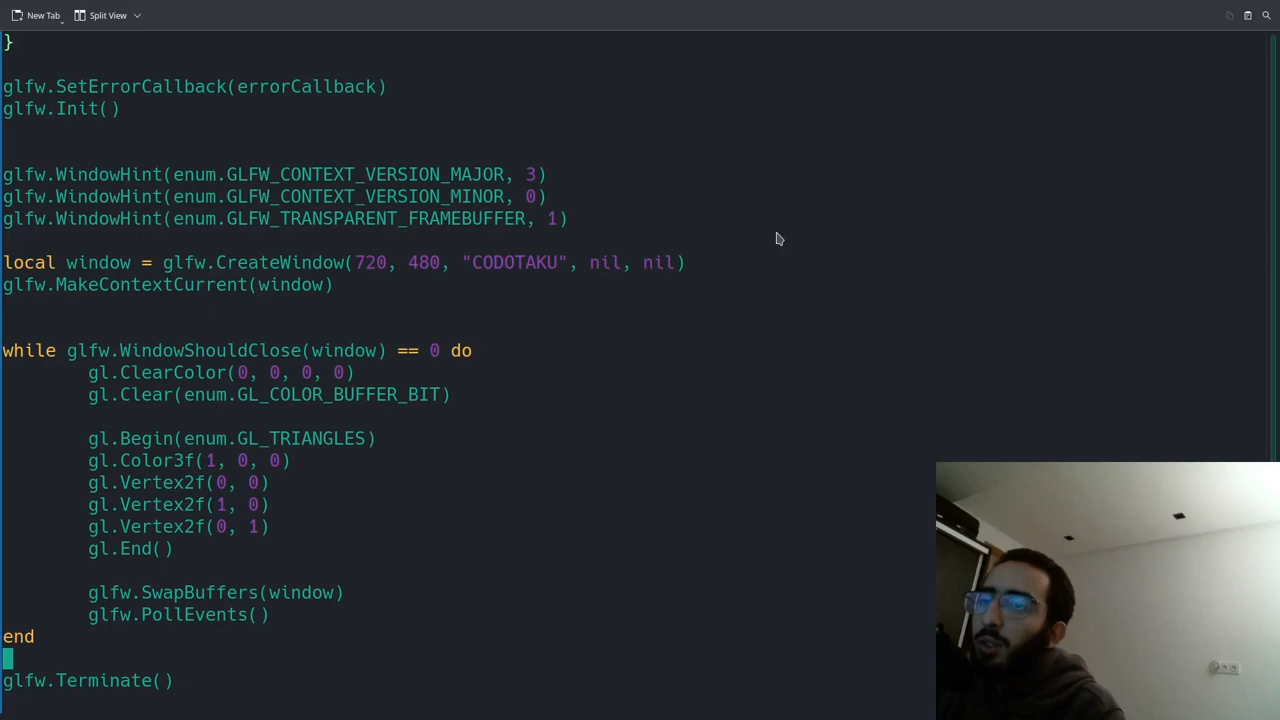 New Tab Split View
}
glfw.SetErrorCallback(errorCallback)
glfw.Init()
glfw.WindowHint(enum.GLFW_CONTEXT_VERSION_MAJOR, 3)
glfw.WindowHint(enum.GLFW_CONTEXT_VERSION_MINOR, 0)
glfw.WindowHint(enum.GLFW_TRANSPARENT_FRAMEBUFFER, 1)
local window = glfw.CreateWindow(720, 480, "CODOTAKU", nil, nil)
glfw.MakeContextCurrent(window)
while glfw.WindowShouldClose(window) == 0 do
gl.ClearColor(0, 0, 0, 0)
gl.Clear(enum.GL_COLOR_BUFFER_BIT)
gl.Begin(enum.GL_TRIANGLES)
gl.Color3f(1, 0, 0)
gl.Vertex2f(0, 0)
gl.Vertex2f(1, 0)
gl.Vertex2f(0, 1)
gl.End()
glfw.SwapBuffers(window)
glfw.PollEvents()
end
glfw.Terminate()